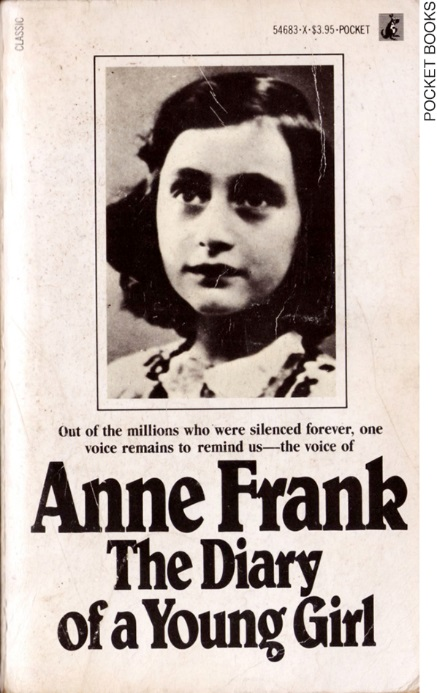 CLASSIC
54683·X·$3.95·POCKET
POCKET BOOKS
Out of the millions who were silenced forever, one
voice remains to remind us—the voice of
Anne Frank
The Diary
of a Young Girl